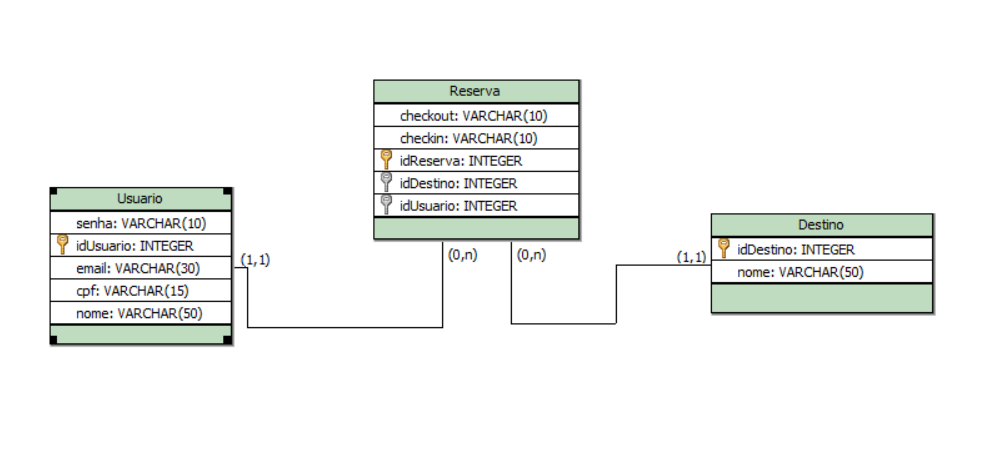 Reserva
checkout: VARCHAR(10)
checkin: VARCHAR(10)
idReserva: INTEGER
idDestino: INTEGER
idUsuario: INTEGER
Usuario
senha: VARCHAR(10)
idUsuario: INTEGER
email: VARCHAR(30)
cpf: VARCHAR(15)
nome: VARCHAR(50)
Destino
idDestino: INTEGER
nome: VARCHAR(50)
(1,1)
(0,n)
(0,n)
(1,1)